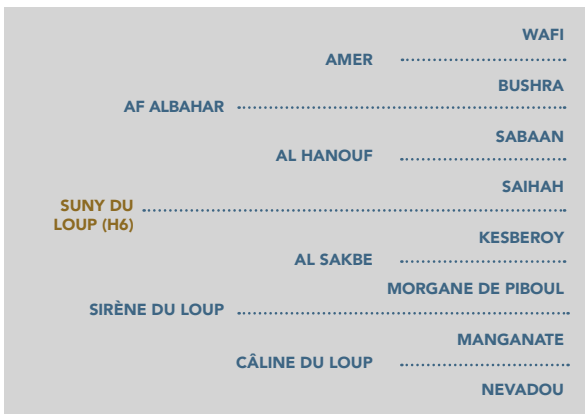 WAFI
AMER
BUSHRA
AF ALBAHAR
SABAAN
AL HANOUF
SAIHAH
SUNY DU
LOUP (H6)
KESBEROY
AL SAKBE
MORGANE DE PIBOUL
SIRÈNE DU LOUP
MANGANATE
CÂLINE DU LOUP
NEVADOU